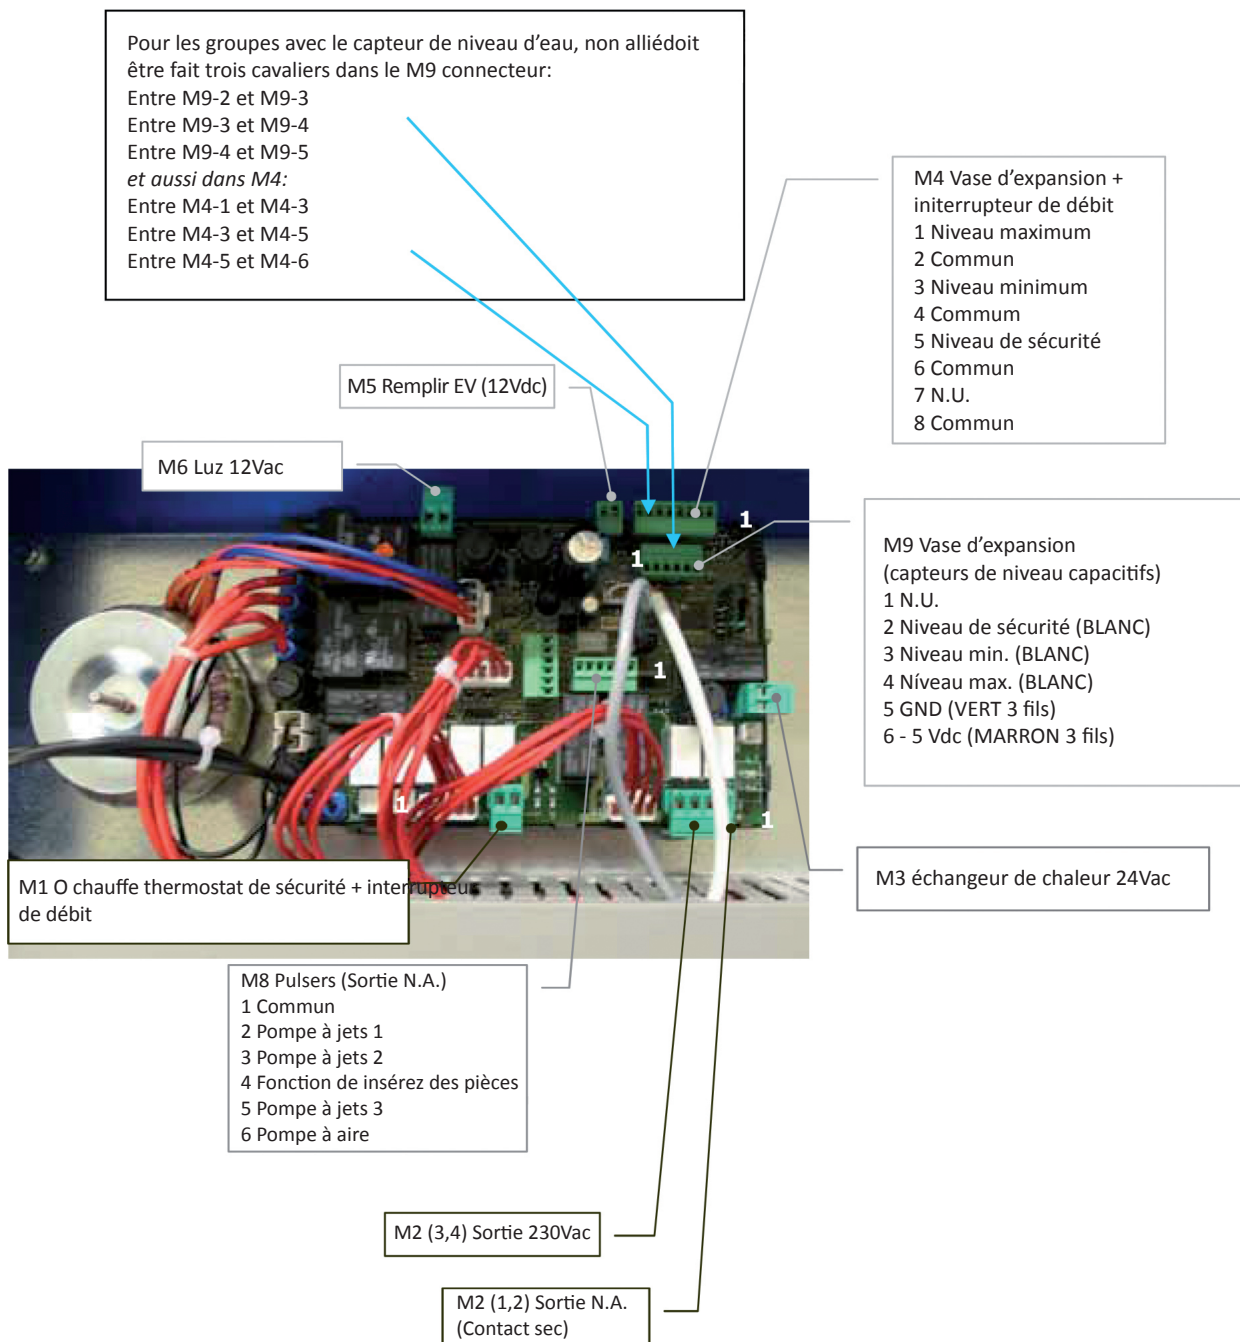 Pour les groupes avec le capteur de niveau d'eau, non alliédoit
être fait trois cavaliers dans le M9 connecteur:
Entre M9-2 et M9-3
Entre M9-3 et M9-4
Entre M9-4 et M9-5
et aussi dans M4:
Entre M4-1 et M4-3
Entre M4-3 et M4-5
Entre M4-5 et M4-6
M4 Vase d'expansion +
initerrupteur de débit
1 Niveau maximum
2 Commun
3 Niveau minimum
4 Commum
5 Niveau de sécurité
6 Commun
7 N.U.
8 Commun
M5 Remplir EV (12Vdc)
M6 Luz 12Vac
1
1
M9 Vase d'expansion
(capteurs de niveau capacitifs)
1 N.U.
2 Niveau de sécurité (BLANC)
3 Niveau min. (BLANC)
4 Níveau max. (BLANC)
5 GND (VERT 3 fils)
6 - 5 Vdc (MARRON 3 fils)
1
1
1
M1 O chauffe thermostat de sécurité + interrupteur
de débit
M3 échangeur de chaleur 24Vac
M8 Pulsers (Sortie N.A.)
1 Commun
2 Pompe à jets 1
3 Pompe à jets 2
4 Fonction de insérez des pièces
5 Pompe à jets 3
6 Pompe à aire
M2 (3,4) Sortie 230Vac
M2 (1,2) Sortie N.A.
(Contact sec)